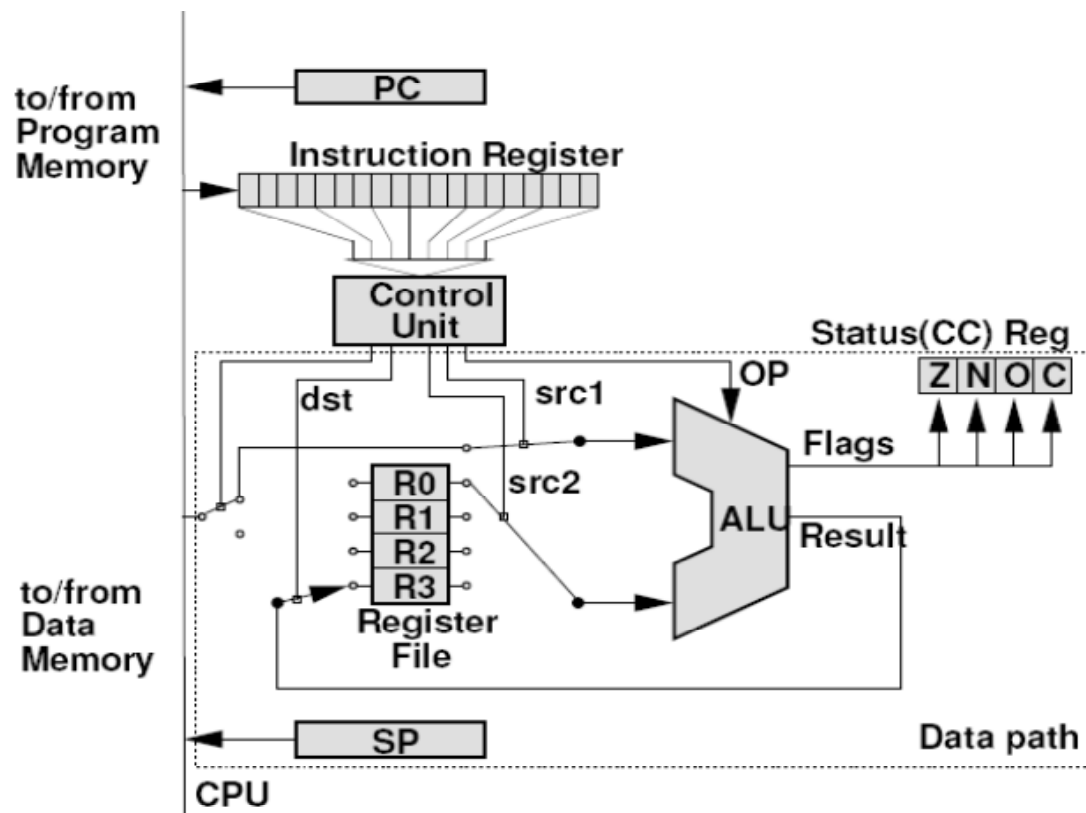 PC
to/from
Program
Memory
Instruction Register
Control
Unit
Status(CC) Reg
Z N O C
OP
dst
src1
Flags
R0
src2
R1
ALU
Result
R2
R3
to/from
Data
Memory
Register
File
SP
Data path
CPU